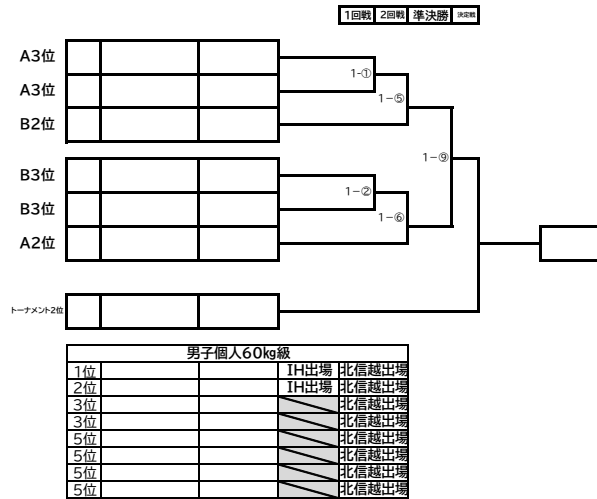 1回戦 2回戦 準決勝 決定戦
A3位
1-①
A3位
1-⑤
B2位
1-⑨
B3位
1-②
B3位
1-⑥
A2位
トーナメント2位
男子個人60㎏級
1位 IH出場 北信越出場
2位 IH出場 北信越出場
3位 北信越出場
3位 北信越出場
5位 北信越出場
5位 北信越出場
5位 北信越出場
5位 北信越出場